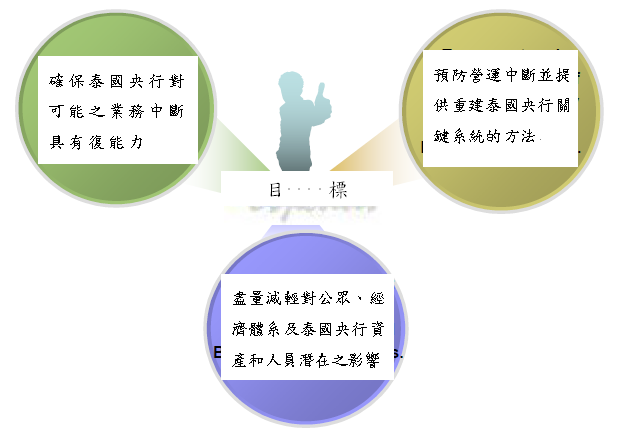 確保泰國央行對
可能之業務中斷
具有復能力
預防營運中斷並提
供重建泰國央行關
鍵系統的方法
目‧‧‧‧標
盡量減輕對公眾、經
濟體系及泰國央行資
產和人員潛在之影響